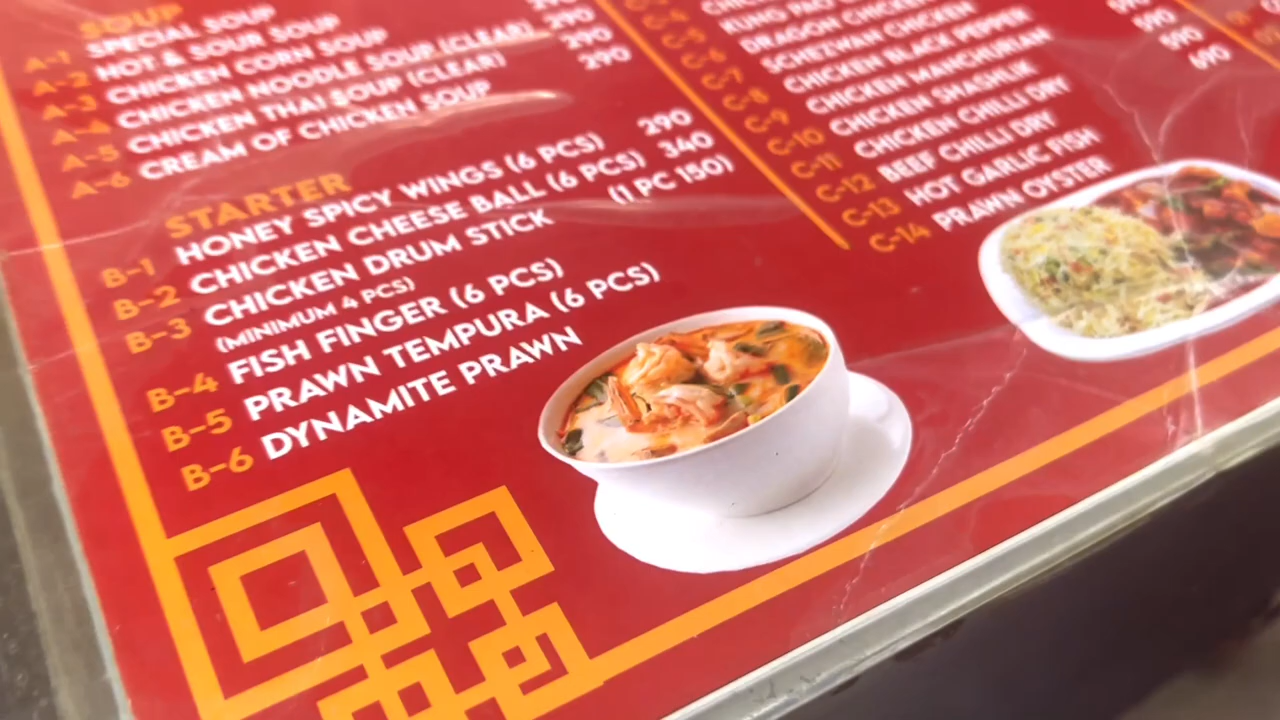 SOUP
A-1 SPECIAL SOUP
A-2 HOT & SOUR SOUP
A-3 CHICKEN CORN SOUP 290
A-4 CHICKEN NOODLE SOUP (CLEAR) 290
A-5 CHICKEN THAI SOUP (CLEAR) 290
A-6 CREAM OF CHICKEN SOUP 290
STARTER
B-1 HONEY SPICY WINGS (6 PCS) 290
B-2 CHICKEN CHEESE BALL (6 PCS) 340
B-3 CHICKEN DRUM STICK (1 PC 150)
(MINIMUM 4 PCS)
B-4 FISH FINGER (6 PCS)
B-5 PRAWN TEMPURA (6 PCS)
B-6 DYNAMITE PRAWN
KUNG PAO
DRAGON CHICKEN
SCHEZWAN CHICKEN
CHICKEN BLACK PEPPER
CHICKEN MANCHURIAN
C-10 CHICKEN SHASHLIK
C-11 CHICKEN CHILLI DRY
C-12 BEEF CHILLI DRY
C-13 HOT GARLIC FISH
C-14 PRAWN OYSTER
590
590
690